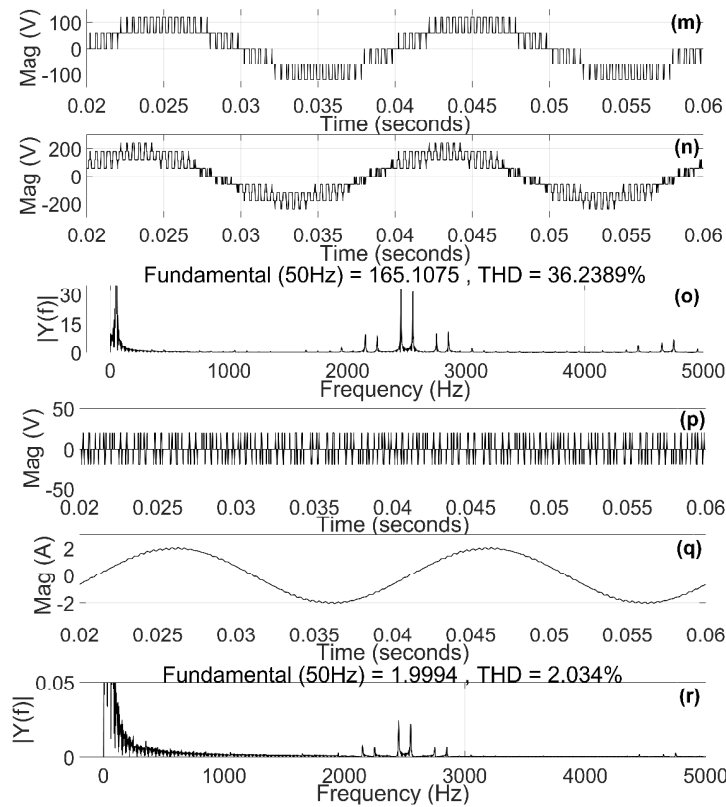 (m)
Mag (V)
100
0
-100
0.02 0.025 0.03 0.035 0.04 0.045 0.05 0.055 0.06
Time (seconds)
(n)
Mag (V)
200
0
-200
0.02 0.025 0.03 0.035 0.04 0.045 0.05 0.055 0.06
Time (seconds)
Fundamental (50Hz) = 165.1075 , THD = 36.2389%
(o)
|Y(f)|
30
15
0
0 1000 2000 3000 4000 5000
Frequency (Hz)
(p)
Mag (V)
50
0
-50
0.02 0.025 0.03 0.035 0.04 0.045 0.05 0.055 0.06
Time (seconds)
(q)
Mag (A)
2
0
-2
0.02 0.025 0.03 0.035 0.04 0.045 0.05 0.055 0.06
Time (seconds)
Fundamental (50Hz) = 1.9994 , THD = 2.034%
(r)
|Y(f)|
0.05
0
0 1000 2000 3000 4000 5000
Frequency (Hz)